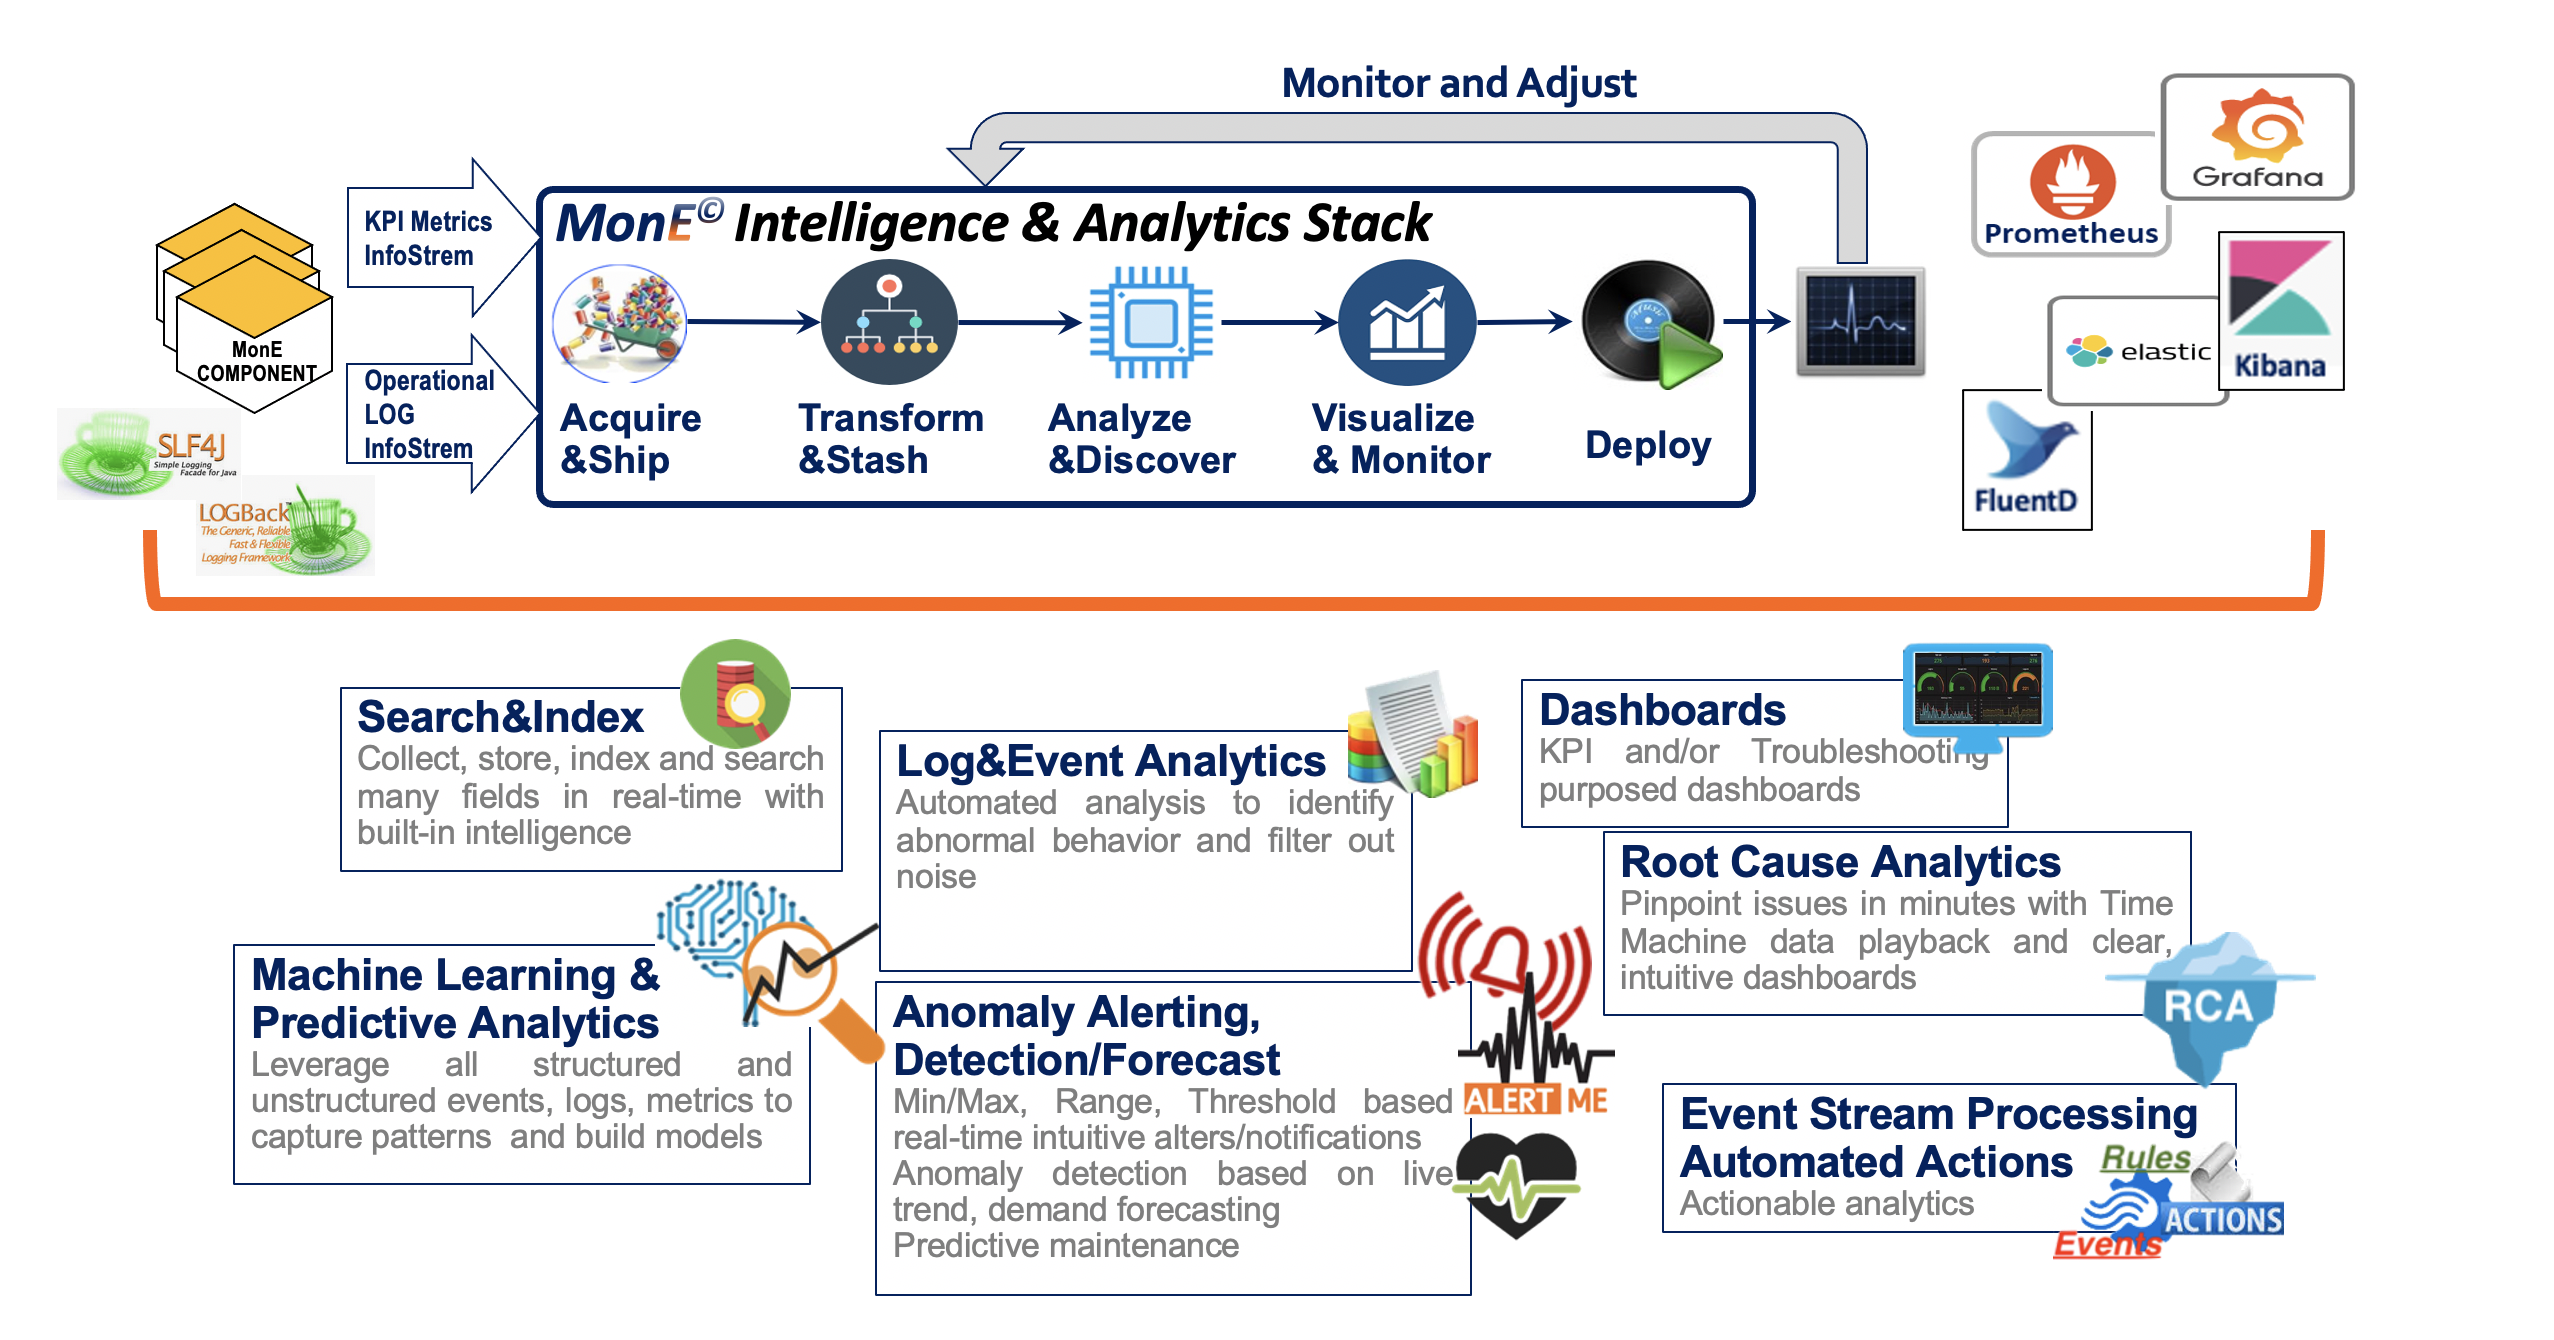 Monitor and Adjust
Grafana
Prometheus
KPI Metrics
InfoStrem
MonE© Intelligence & Analytics Stack
MonE
COMPONENT
Operational
LOG
InfoStrem
Music
elastic
Kibana
FluentD
Acquire
&Ship
Transform
&Stash
Analyze
&Discover
Visualize
& Monitor
Deploy
SLF4J
Simple Logging
Facade for Java
LOGBack
The Generic, Reliable
Fast & Flexible
Logging Framework
Search&Index
Collect, store, index and search
many fields in real-time with
built-in intelligence
Log&Event Analytics
Automated analysis to identify
abnormal behavior and filter out
noise
Dashboards
KPI and/or Troubleshooting
purposed dashboards
Root Cause Analytics
Pinpoint issues in minutes with Time
Machine data playback and clear,
intuitive dashboards
RCA
Machine Learning &
Predictive Analytics
Leverage all structured and
unstructured events, logs, metrics to
capture patterns and build models
Anomaly Alerting,
Detection/Forecast
Min/Max, Range, Threshold based
real-time intuitive alters/notifications
Anomaly detection based on live
trend, demand forecasting
Predictive maintenance
ALERT ME
Event Stream Processing
Automated Actions
Actionable analytics
Rules
ACTIONS
Events